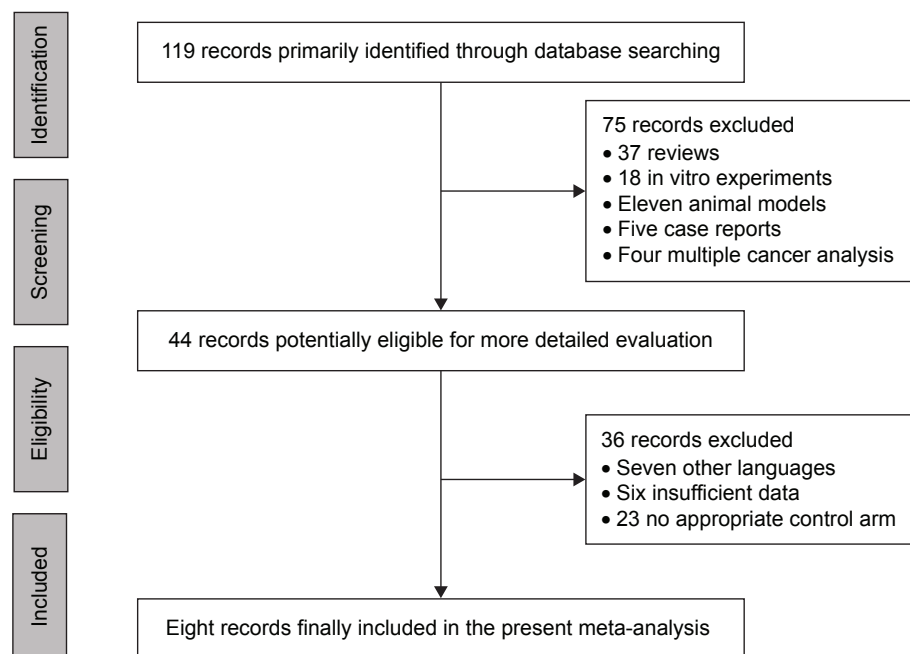 Identification
119 records primarily identified through database searching
75 records excluded
• 37 reviews
• 18 in vitro experiments
• Eleven animal models
• Five case reports
• Four multiple cancer analysis
Screening
44 records potentially eligible for more detailed evaluation
Eligibility
36 records excluded
• Seven other languages
• Six insufficient data
• 23 no appropriate control arm
Included
Eight records finally included in the present meta-analysis